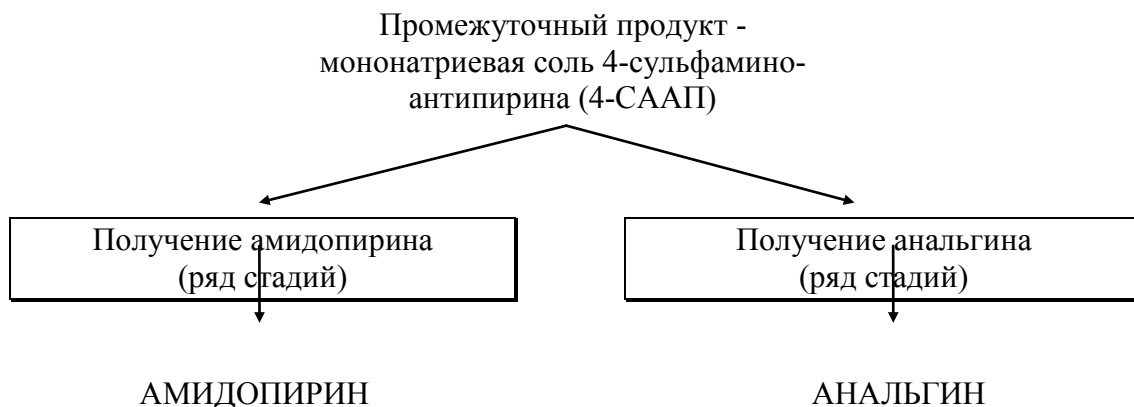 Промежуточный продукт -
мононатриевая соль 4-сульфамино-
антипирина (4-СААП)
Получение амидопирина
(ряд стадий)
Получение анальгина
(ряд стадий)
АМИДОПИРИН
АНАЛЬГИН